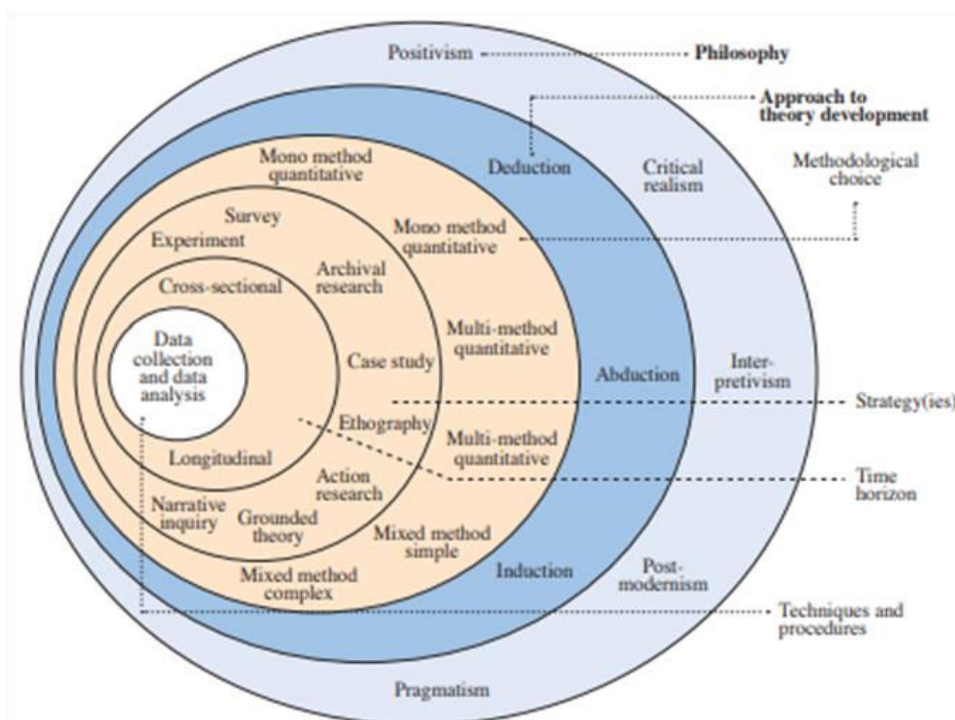 Positivism
Philosophy
Approach to
theory development
Mono method
quantitative
Deduction
Critical
realism
Methodological
choice
Survey
Mono method
quantitative
Experiment
Archival
research
Cross-sectional
Data
collection
and data
analysis
Multi-method
quantitative
Case study
Abduction
Inter-
pretivism
Strategy(ies)
Ethography
Multi-method
quantitative
Longitudinal
Action
research
Time
horizon
Narrative
inquiry
Grounded
theory
Mixed method
simple
Mixed method
complex
Induction
Post-
modernism
Techniques and
procedures
Pragmatism